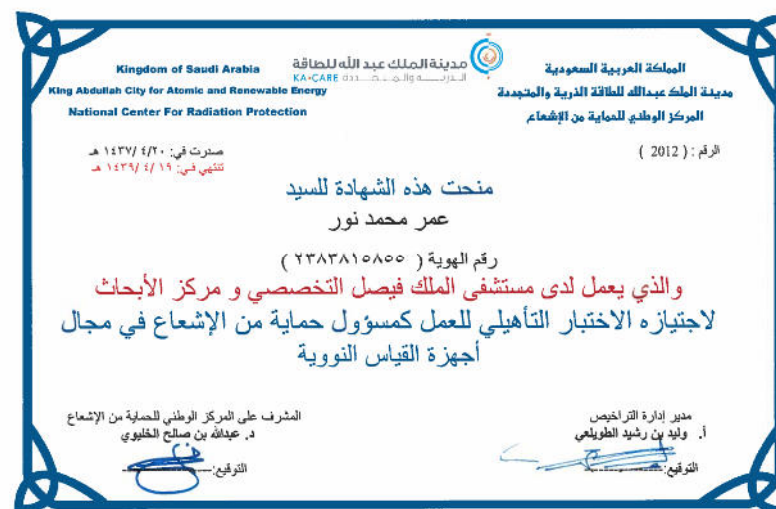 المملكة العربية السعودية
مدينة الملك عبدالله للطاقة الذرية والمتجددة
المركز الوطني للحماية من الإشعاع
مدينة الملك عبد الله للطاقة
الذريــــة والمتـجــــددة
KA•CARE
Kingdom of Saudi Arabia
King Abdullah City for Atomic and Renewable Energy
National Center For Radiation Protection
الرقم : ( 2012 )
صدرت في: ١٤٣٧/ ٤/٢٠ هـ
تنتهي في: ١٩ /٤ /١٤٣٩ هـ
منحت هذه الشهادة للسيد
عمر محمد نور
رقم الهوية ( ٢٣٨٣٨١٥٨٥٥ )
والذي يعمل لدى مستشفى الملك فيصل التخصصي و مركز الأبحاث
لاجتيازه الاختبار التأهيلي للعمل كمسؤول حماية من الإشعاع في مجال
أجهزة القياس النووية
مدير إدارة التراخيص
أ. وليد بن رشيد الطويلعي
التوقيع:
المشرف على المركز الوطني للحماية من الإشعاع
د. عبدالله بن صالح الخليوي
التوقيع: